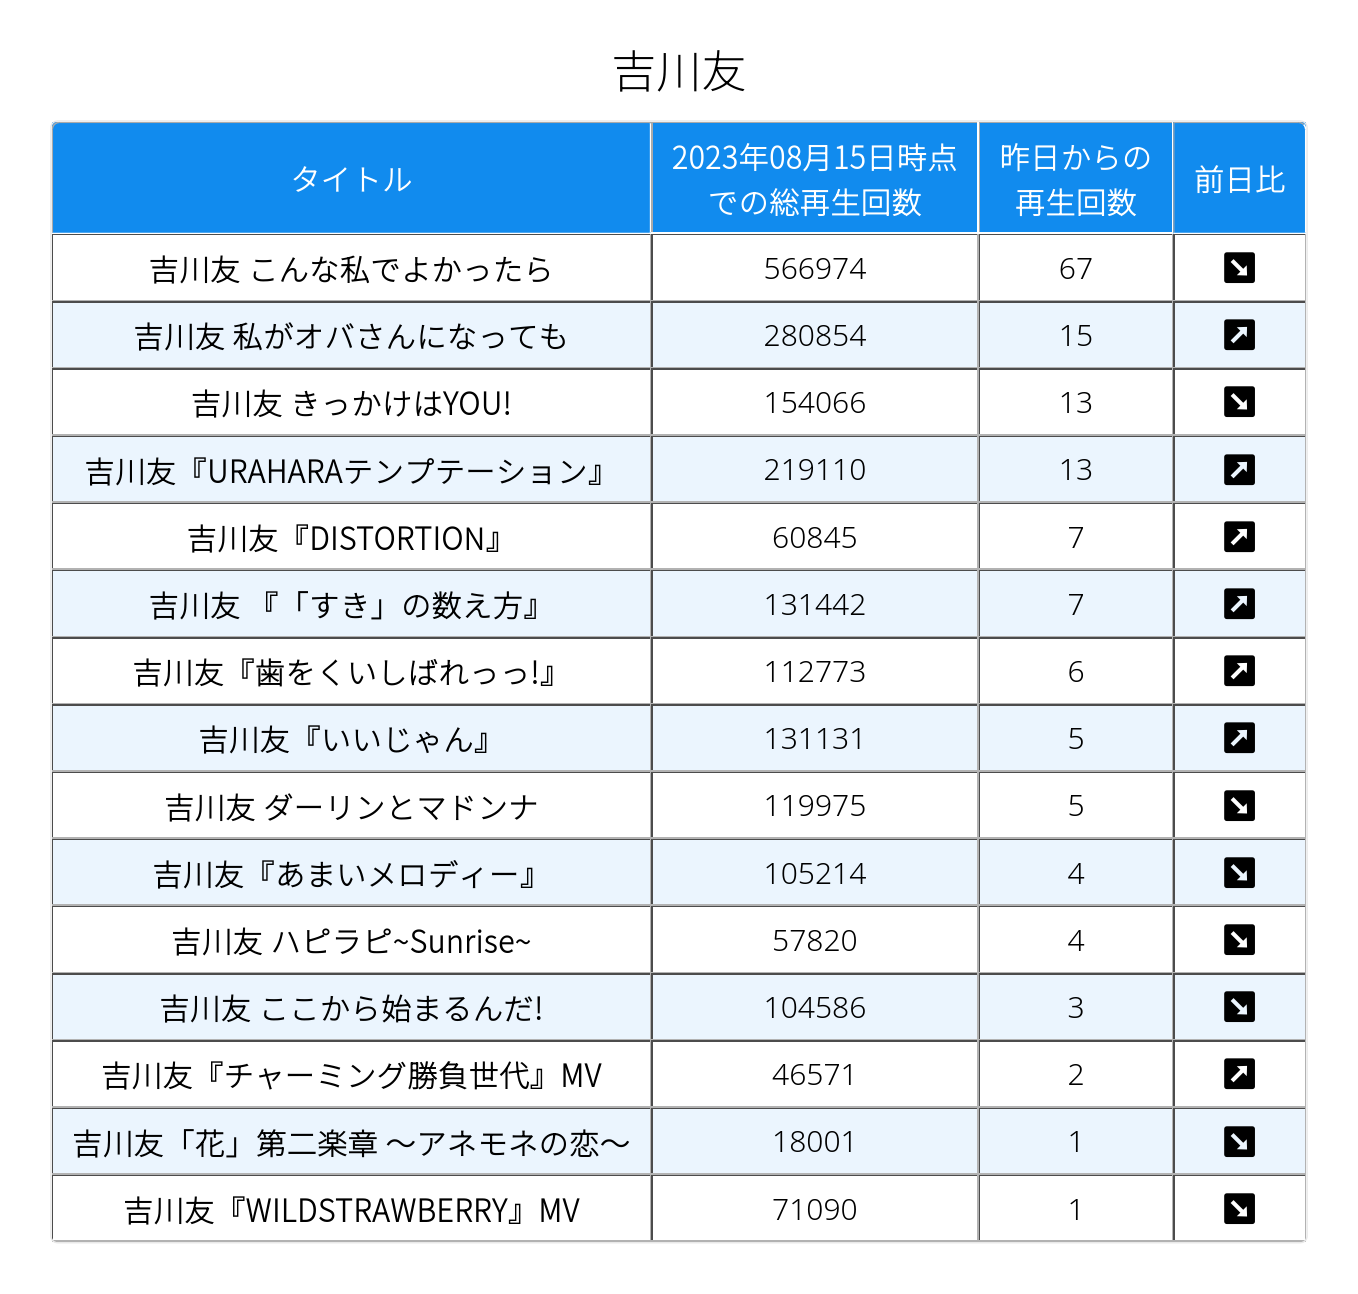 吉川友
タイトル
2023年08月15日時点
での総再生回数
昨日からの
再生回数
前日比
吉川友 こんな私でよかったら 566974 67 ↘
吉川友 私がオバさんになっても 280854 15 ↗
吉川友 きっかけはYOU! 154066 13 ↘
吉川友『URAHARAテンプテーション』 219110 13 ↗
吉川友『DISTORTION』 60845 7 ↗
吉川友 『「すき」の数え方』 131442 7 ↗
吉川友『歯をくいしばれっっ!』 112773 6 ↗
吉川友『いいじゃん』 131131 5 ↗
吉川友 ダーリンとマドンナ 119975 5 ↘
吉川友『あまいメロディー』 105214 4 ↘
吉川友 ハピラピ~Sunrise~ 57820 4 ↘
吉川友 ここから始まるんだ! 104586 3 ↘
吉川友『チャーミング勝負世代』MV 46571 2 ↗
吉川友「花」第二楽章 〜アネモネの恋〜 18001 1 ↘
吉川友『WILDSTRAWBERRY』MV 71090 1 ↘